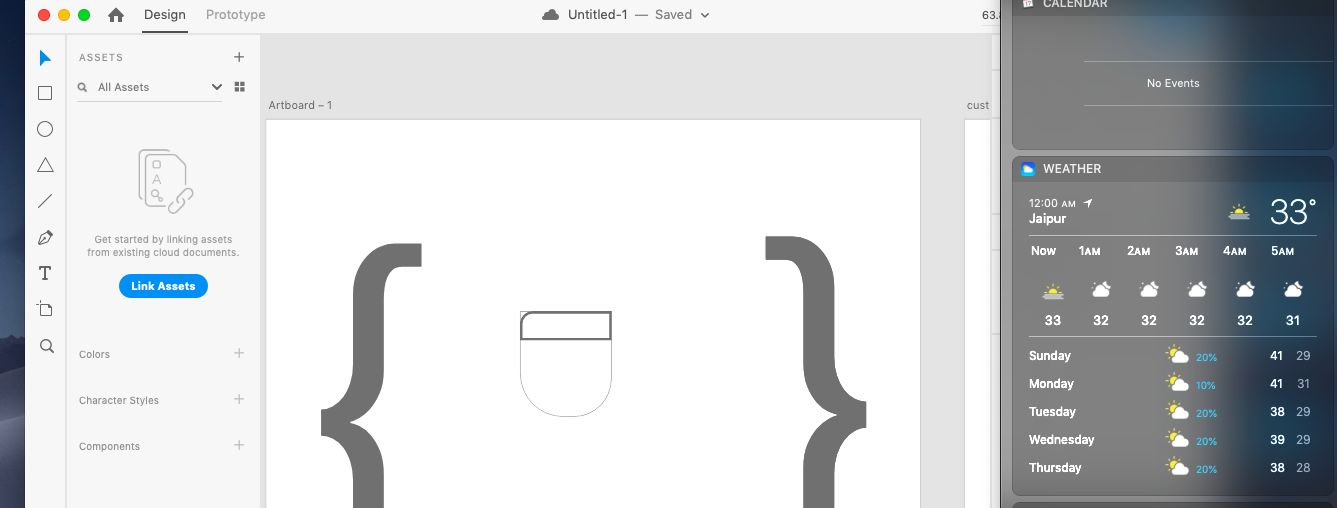 Design
Prototype
Untitled-1 — Saved
63.8
ASSETS
All Assets
Get started by linking assets
from existing cloud documents.
Link Assets
Colors
Character Styles
Components
Artboard – 1
cust
{
}
CALENDAR
No Events
WEATHER
12:00 AM
Jaipur
33°
Now 1AM 2AM 3AM 4AM 5AM
33 32 32 32 32 31
Sunday 20% 41 29
Monday 10% 41 31
Tuesday 20% 38 29
Wednesday 20% 39 29
Thursday 20% 38 28